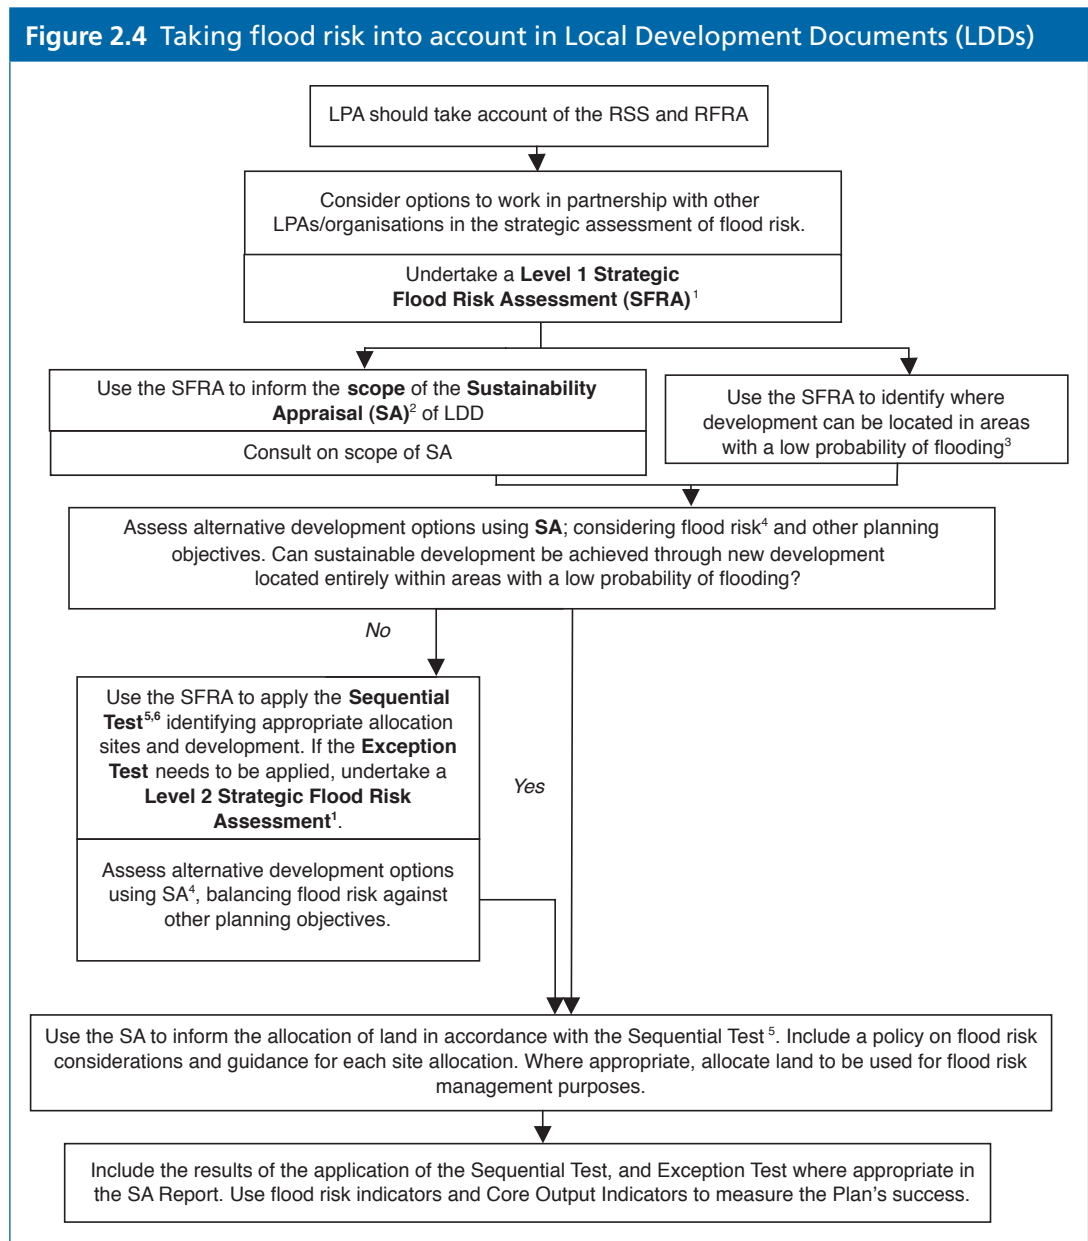 Figure 2.4 Taking flood risk into account in Local Development Documents (LDDs)
LPA should take account of the RSS and RFRA
Consider options to work in partnership with other
LPAs/organisations in the strategic assessment of flood risk.
Undertake a Level 1 Strategic
Flood Risk Assessment (SFRA)¹
Use the SFRA to inform the scope of the Sustainability
Appraisal (SA)² of LDD
Consult on scope of SA
Use the SFRA to identify where
development can be located in areas
with a low probability of flooding³
Assess alternative development options using SA; considering flood risk⁴ and other planning
objectives. Can sustainable development be achieved through new development
located entirely within areas with a low probability of flooding?
No
Use the SFRA to apply the Sequential
Test⁵,⁶ identifying appropriate allocation
sites and development. If the Exception
Test needs to be applied, undertake a
Level 2 Strategic Flood Risk
Assessment¹.
Yes
Assess alternative development options
using SA⁴, balancing flood risk against
other planning objectives.
Use the SA to inform the allocation of land in accordance with the Sequential Test ⁵. Include a policy on flood risk
considerations and guidance for each site allocation. Where appropriate, allocate land to be used for flood risk
management purposes.
Include the results of the application of the Sequential Test, and Exception Test where appropriate in
the SA Report. Use flood risk indicators and Core Output Indicators to measure the Plan's success.